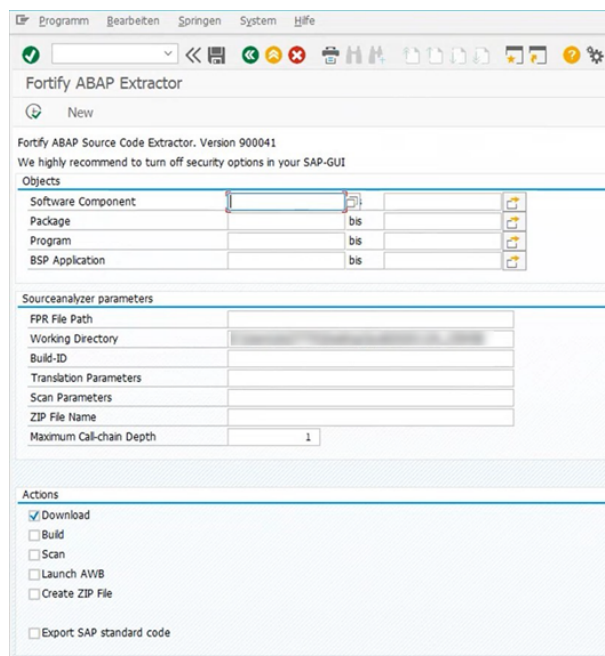 Programm Bearbeiten Springen System Hilfe
Fortify ABAP Extractor
New
Fortify ABAP Source Code Extractor. Version 900041
We highly recommend to turn off security options in your SAP-GUI
Objects
Software Component
Package bis
Program bis
BSP Application bis
Sourceanalyzer parameters
FPR File Path
Working Directory
Build-ID
Translation Parameters
Scan Parameters
ZIP File Name
Maximum Call-chain Depth 1
Actions
Download
Build
Scan
Launch AWB
Create ZIP File
Export SAP standard code